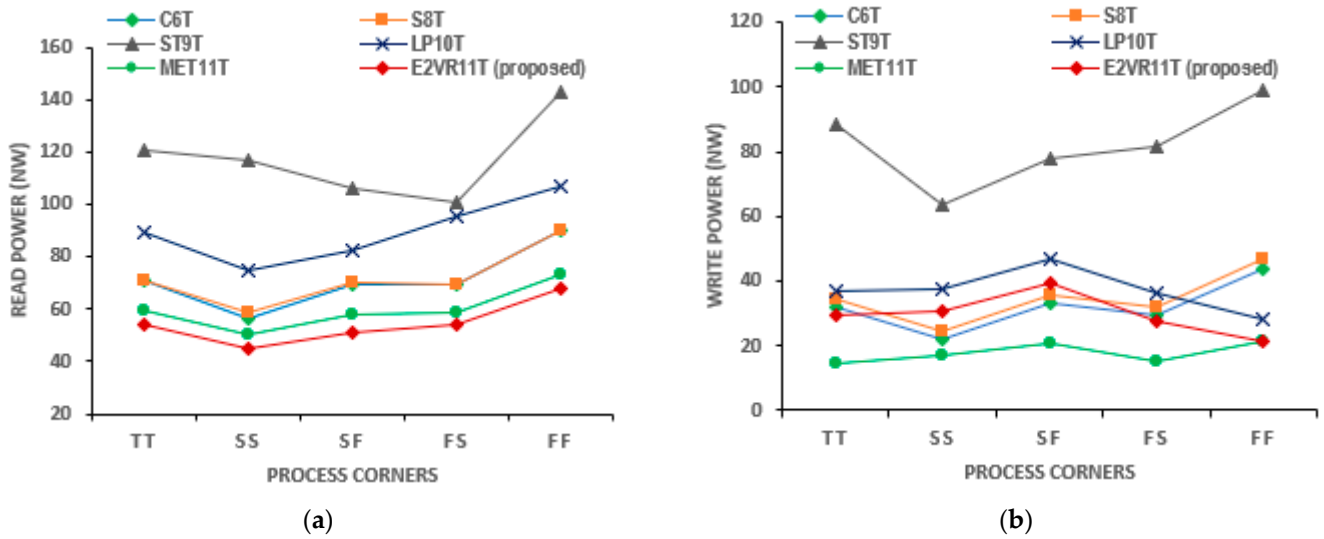 C6T S8T
ST9T LP10T
MET11T E2VR11T (proposed)
160
140
120
100
80
60
40
20
READ POWER (NW)
TT SS SF FS FF
PROCESS CORNERS
(a)
C6T S8T
ST9T LP10T
MET11T E2VR11T (proposed)
120
100
80
60
40
20
0
WRITE POWER (NW)
TT SS SF FS FF
PROCESS CORNERS
(b)